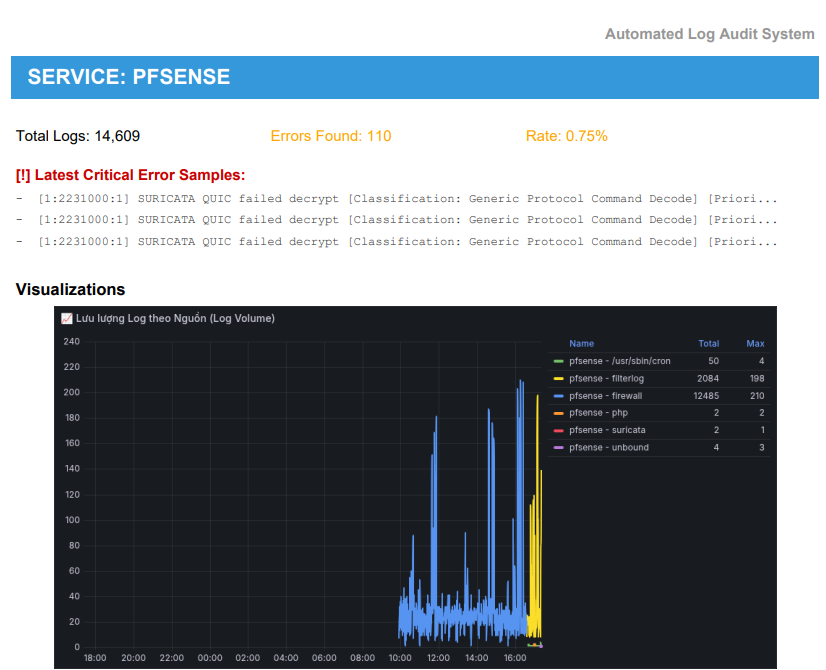 Automated Log Audit System
SERVICE: PFSENSE
Total Logs: 14,609 Errors Found: 110 Rate: 0.75%
[!] Latest Critical Error Samples:
- [1:2231000:1] SURICATA QUIC failed decrypt [Classification: Generic Protocol Command Decode] [Priori...
- [1:2231000:1] SURICATA QUIC failed decrypt [Classification: Generic Protocol Command Decode] [Priori...
- [1:2231000:1] SURICATA QUIC failed decrypt [Classification: Generic Protocol Command Decode] [Priori...
Visualizations
📈 Lưu lượng Log theo Nguồn (Log Volume)
240
220
200
180
160
140
120
100
80
60
40
20
0
18:00 20:00 22:00 00:00 02:00 04:00 06:00 08:00 10:00 12:00 14:00 16:00
Name Total Max
pfsense - /usr/sbin/cron 50 4
pfsense - filterlog 2084 198
pfsense - firewall 12485 210
pfsense - php 2 2
pfsense - suricata 2 1
pfsense - unbound 4 3